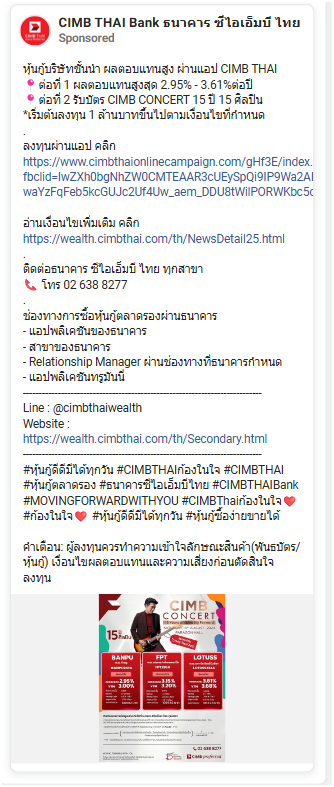 CIMB THAI Bank ธนาคาร ซีไอเอ็มบี ไทย
Sponsored
หุ้นกู้บริษัทชั้นนำ ผลตอบแทนสูง ผ่านแอป CIMB THAI
📍 ต่อที่ 1 ผลตอบแทนสูงสุด 2.95% - 3.61%ต่อปี
📍 ต่อที่ 2 รับบัตร CIMB CONCERT 15 ปี 15 ศิลปิน
*เริ่มต้นลงทุน 1 ล้านบาทขึ้นไปตามเงื่อนไขที่กำหนด
.
ลงทุนผ่านแอป คลิก
https://www.cimbthaionlinecampaign.com/gHf3E/index.
อ่านเงื่อนไขเพิ่มเติม คลิก
https://wealth.cimbthai.com/th/NewsDetail25.html
.
ติดต่อธนาคาร ซีไอเอ็มบี ไทย ทุกสาขา
📞 โทร 02 638 8277
.
ช่องทางการซื้อหุ้นกู้ตลาดรองผ่านธนาคาร
- แอปพลิเคชันของธนาคาร
- สาขาของธนาคาร
- Relationship Manager ผ่านช่องทางที่ธนาคารกำหนด
- แอปพลิเคชันทรูมันนี่
Line : @cimbthaiwealth
Website :
https://wealth.cimbthai.com/th/Secondary.html
#หุ้นกู้ดีดีมีได้ทุกวัน #CIMBTHAIก้องในใจ #CIMBTHAI
#หุ้นกู้ตลาดรอง #ธนาคารซีไอเอ็มบีไทย #CIMBTHAIBank
#MOVINGFORWARDWITHYOU #CIMBThaiก้องในใจ❤️
#ก้องในใจ❤️ #หุ้นกู้ดีดีมีได้ทุกวัน #หุ้นกู้ซื้อง่ายขายได้
คำเตือน: ผู้ลงทุนควรทำความเข้าใจลักษณะสินค้า(พันธบัตร/
หุ้นกู้) เงื่อนไขผลตอบแทนและความเสี่ยงก่อนตัดสินใจ
ลงทุน
CIMB
CONCERT
PARAGON HALL
BANPU
FPT
LOTUSS
2.95%
3.00%
3.15%
3.20%
3.61%
3.68%
02 638 8277
CIMB preferred